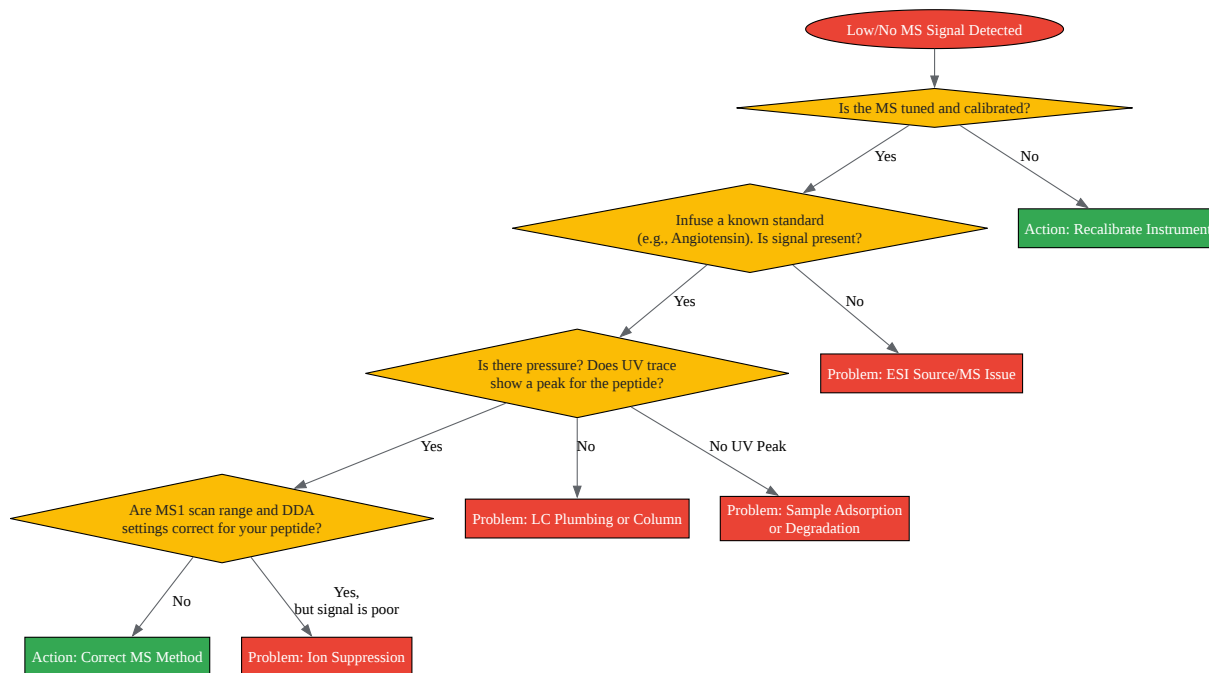 Low/No MS Signal Detected
Is the MS tuned and calibrated?
Yes
No
Infuse a known standard
(e.g., Angiotensin). Is signal present?
Action: Recalibrate Instrument
Yes
No
Is there pressure? Does UV trace
show a peak for the peptide?
Problem: ESI Source/MS Issue
Yes
No
No UV Peak
Are MS1 scan range and DDA
settings correct for your peptide?
Problem: LC Plumbing or Column
Problem: Sample Adsorption
or Degradation
No
Yes,
but signal is poor
Action: Correct MS Method
Problem: Ion Suppression